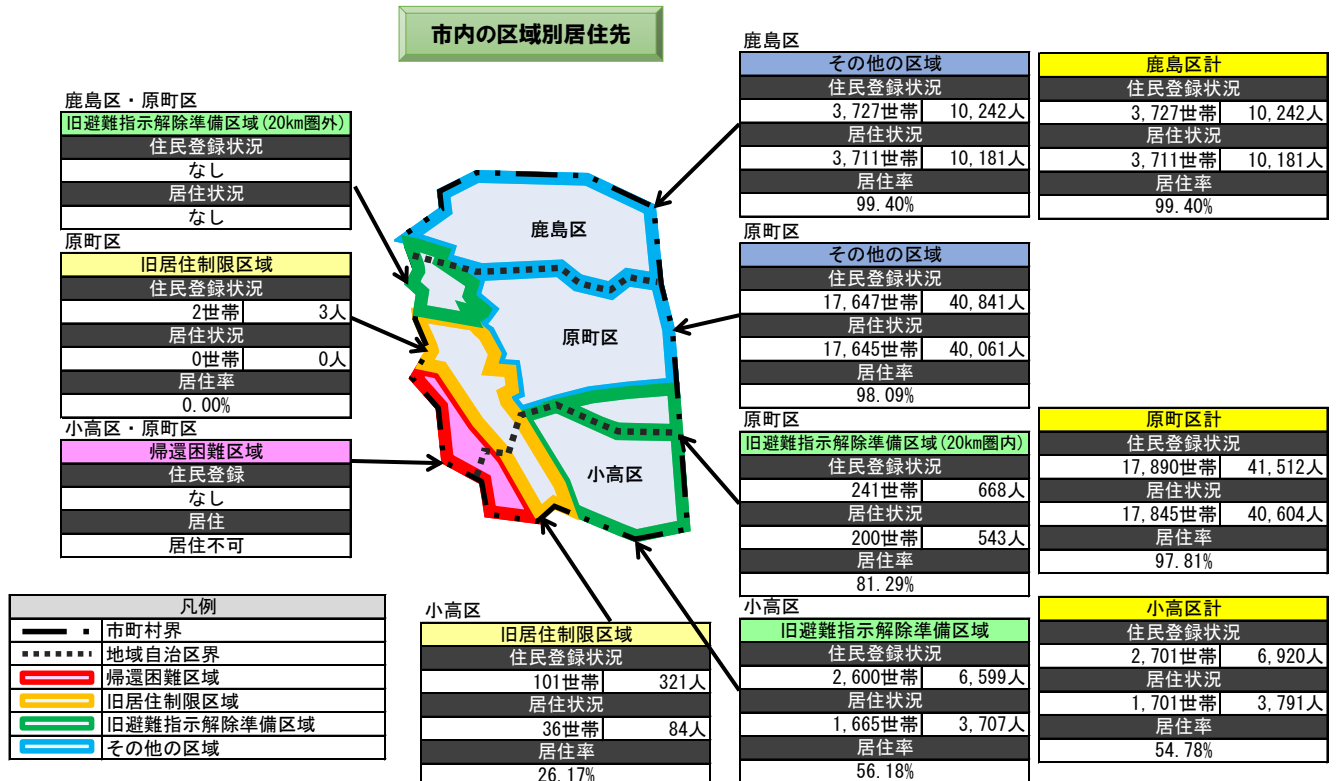 市内の区域別居住先
鹿島区・原町区
旧避難指示解除準備区域(20km圏外)
住民登録状況
なし
居住状況
なし
原町区
旧居住制限区域
住民登録状況
2世帯 3人
居住状況
0世帯 0人
居住率
0.00%
小高区・原町区
帰還困難区域
住民登録
なし
居住
居住不可
鹿島区
原町区
小高区
鹿島区
その他の区域
住民登録状況
3,727世帯 10,242人
居住状況
3,711世帯 10,181人
居住率
99.40%
鹿島区計
住民登録状況
3,727世帯 10,242人
居住状況
3,711世帯 10,181人
居住率
99.40%
原町区
その他の区域
住民登録状況
17,647世帯 40,841人
居住状況
17,645世帯 40,061人
居住率
98.09%
原町区
旧避難指示解除準備区域(20km圏内)
住民登録状況
241世帯 668人
居住状況
200世帯 543人
居住率
81.29%
原町区計
住民登録状況
17,890世帯 41,512人
居住状況
17,845世帯 40,604人
居住率
97.81%
凡例
市町村界
地域自治区界
帰還困難区域
旧居住制限区域
旧避難指示解除準備区域
その他の区域
小高区
旧居住制限区域
住民登録状況
101世帯 321人
居住状況
36世帯 84人
居住率
26.17%
小高区
旧避難指示解除準備区域
住民登録状況
2,600世帯 6,599人
居住状況
1,665世帯 3,707人
居住率
56.18%
小高区計
住民登録状況
2,701世帯 6,920人
居住状況
1,701世帯 3,791人
居住率
54.78%